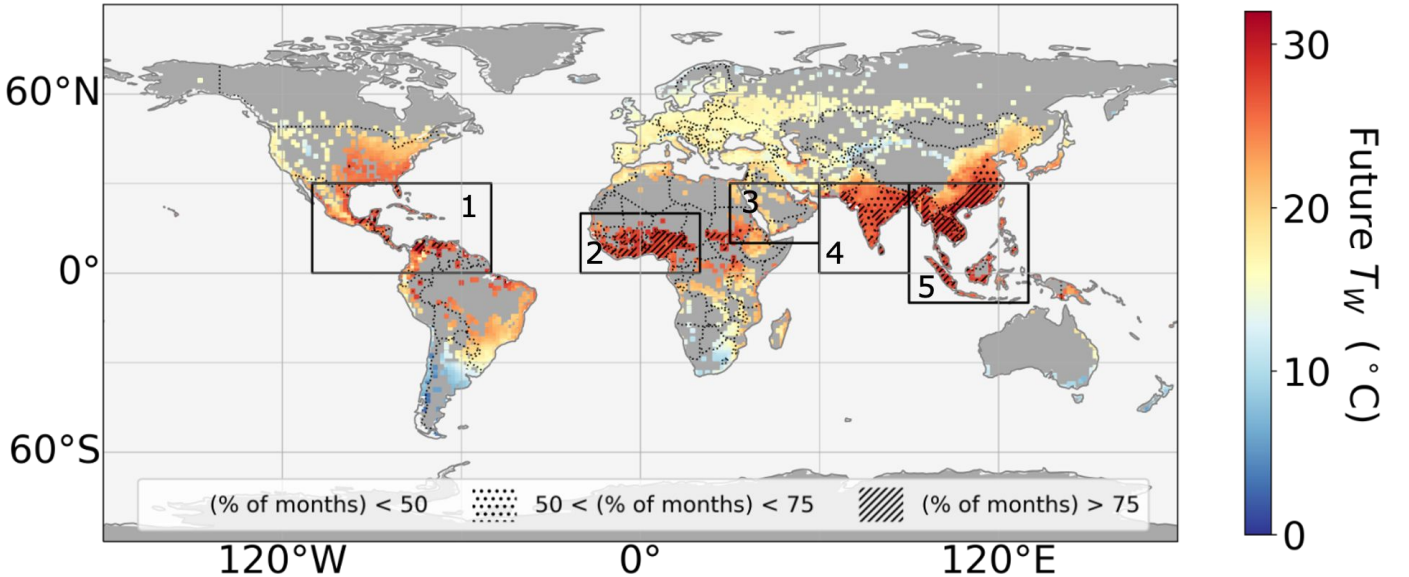 60°N
0°
60°S
120°W
0°
120°E
1
2
3
4
5
(% of months) < 50
50 < (% of months) < 75
(% of months) > 75
30
20
10
0
Future T_W (°C)